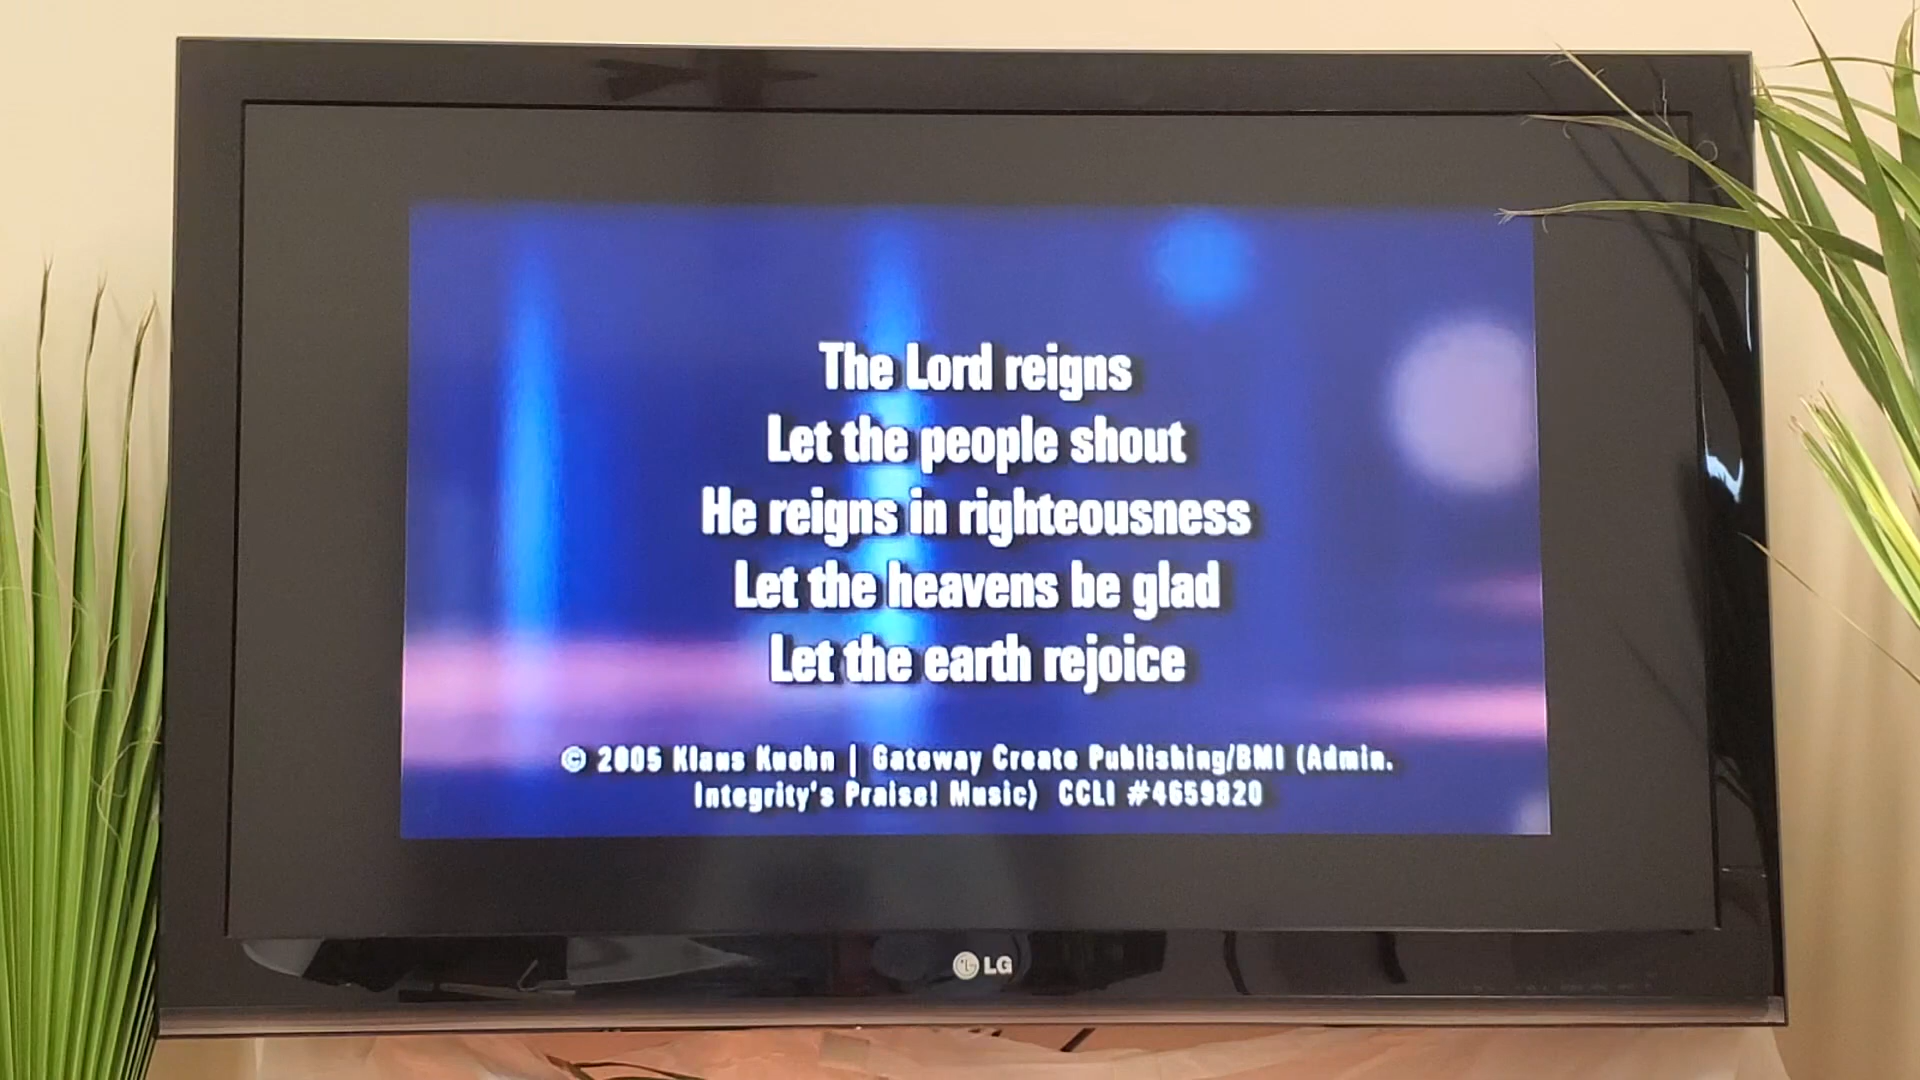 The Lord reigns
Let the people shout
He reigns in righteousness
Let the heavens be glad
Let the earth rejoice
© 2005 Klaus Kuehn | Gateway Create Publishing/BMI (Admin.
Integrity's Praise! Music) CCLI #4659820
LG